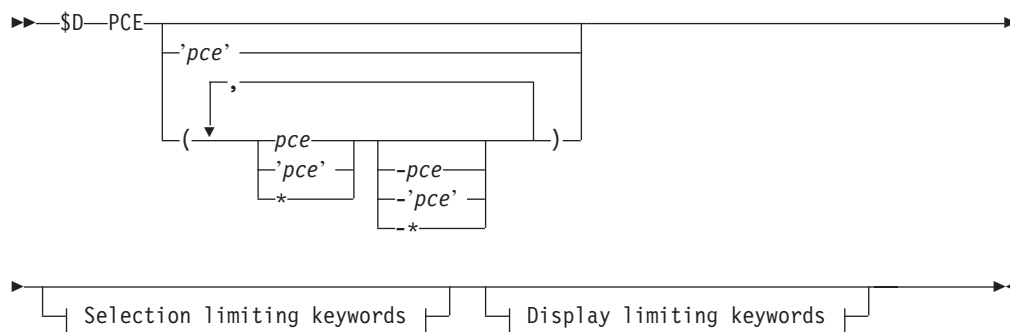 $D PCE
’pce’
,
( pce )
’pce’ -pce
* -’pce’
-*
Selection limiting keywords Display limiting keywords